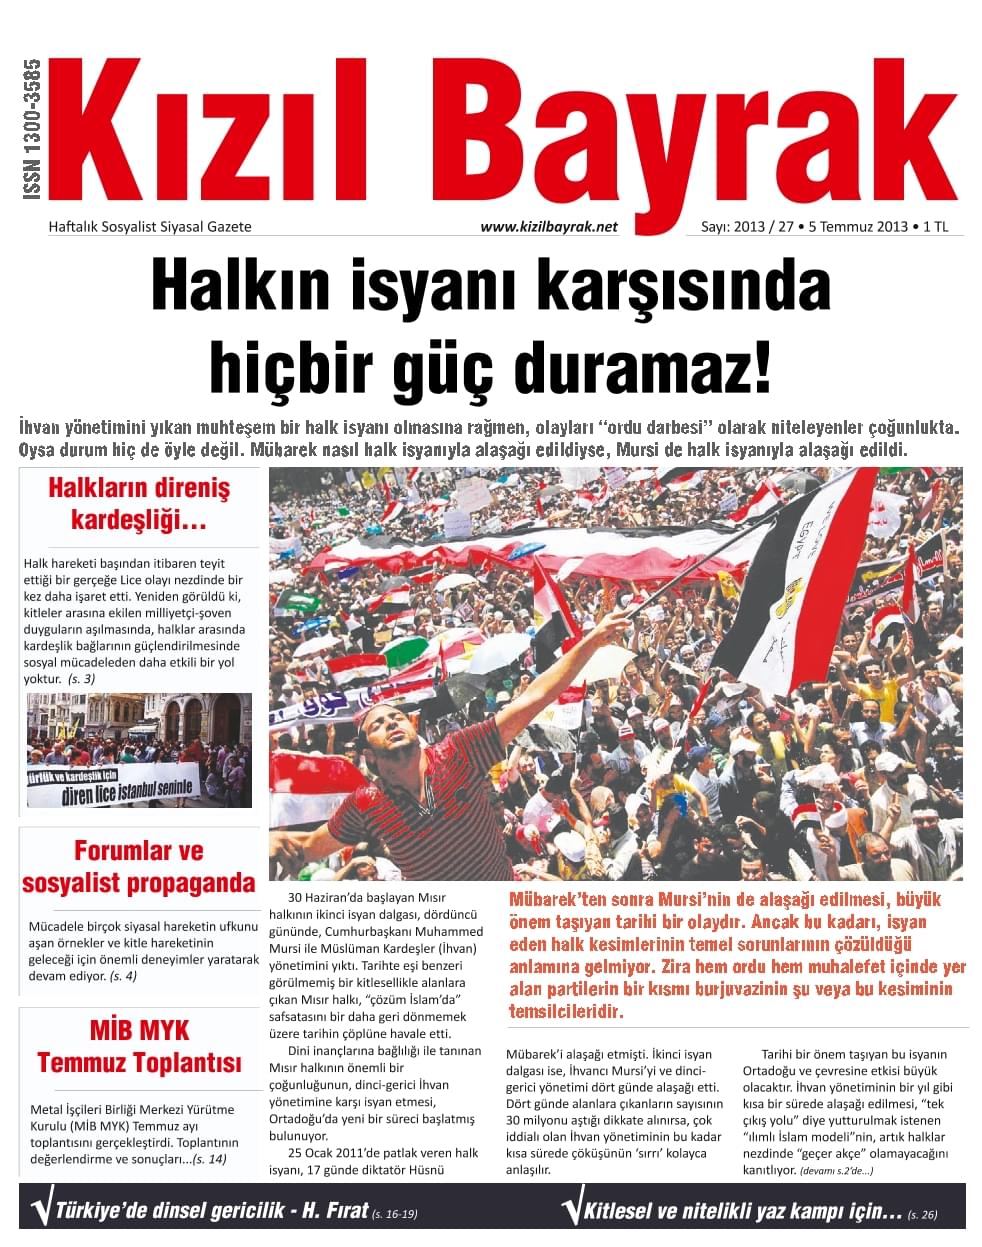 ISSN 1300-3585
Kızıl Bayrak
Haftalık Sosyalist Siyasal Gazete
www.kizilbayrak.net
Sayı: 2013 / 27 • 5 Temmuz 2013 • 1 TL
Halkın isyanı karşısında
hiçbir güç duramaz!
İhvan yönetimini yıkan muhteşem bir halk isyanı olmasına rağmen, olayları “ordu darbesi” olarak niteleyenler çoğunlukta.
Oysa durum hiç de öyle değil. Mübarek nasıl halk isyanıyla alaşağı edildiyse, Mursi de halk isyanıyla alaşağı edildi.
Halkların direniş
kardeşliği...
Halk hareketi başından itibaren teyit
ettiği bir gerçeğe Lice olayı nezdinde bir
kez daha işaret etti. Yeniden görüldü ki,
kitleler arasına ekilen milliyetçi-şoven
duyguların aşılmasında, halklar arasında
kardeşlik bağlarının güçlendirilmesinde
sosyal mücadeleden daha etkili bir yol
yoktur. (s. 3)
birlik ve kardeşlik için
diren lice istanbul seninle
Forumlar ve
sosyalist propaganda
Mücadele birçok siyasal hareketin ufkunu
aşan örnekler ve kitle hareketinin
geleceği için önemli deneyimler yaratarak
devam ediyor. (s. 4)
MİB MYK
Temmuz Toplantısı
Metal İşçileri Birliği Merkezi Yürütme
Kurulu (MİB MYK) Temmuz ayı
toplantısını gerçekleştirdi. Toplantının
değerlendirme ve sonuçları...(s. 14)
WE LOVE
EGYPT
30 Haziran’da başlayan Mısır
halkının ikinci isyan dalgası, dördüncü
gününde, Cumhurbaşkanı Muhammed
Mursi ile Müslüman Kardeşler (İhvan)
yönetimini yıktı. Tarihte eşi benzeri
görülmemiş bir kitlesellikle alanlara
çıkan Mısır halkı, “çözüm İslam’da”
safsatasını bir daha geri dönmemek
üzere tarihin çöplüne havale etti.
Dini inançlarına bağlılığı ile tanınan
Mısır halkının önemli bir
çoğunluğunun, dinci-gerici İhvan
yönetimine karşı isyan etmesi,
Ortadoğu’da yeni bir süreci başlatmış
bulunuyor.
25 Ocak 2011’de patlak veren halk
isyanı, 17 günde diktatör Hüsnü
Mübarek’ten sonra Mursi’nin de alaşağı edilmesi, büyük
önem taşıyan tarihi bir olaydır. Ancak bu kadarı, isyan
eden halk kesimlerinin temel sorunlarının çözüldüğü
anlamına gelmiyor. Zira hem ordu hem muhalefet içinde yer
alan partilerin bir kısmı burjuvazinin şu veya bu kesiminin
temsilcileridir.
Mübarek’i alaşağı etmişti. İkinci isyan
dalgası ise, İhvancı Mursi’yi ve dinci-
gerici yönetimi dört günde alaşağı etti.
Dört günde alanlara çıkanların sayısının
30 milyonu aştığı dikkate alınırsa, çok
iddialı olan İhvan yönetiminin bu kadar
kısa sürede çöküşünün ‘sırrı’ kolayca
anlaşılır.
Tarihi bir önem taşıyan bu isyanın
Ortadoğu ve çevresine etkisi büyük
olacaktır. İhvan yönetiminin bir yıl gibi
kısa bir sürede alaşağı edilmesi, “tek
çıkış yolu” diye yutturulmak istenen
“ılımlı İslam modeli”nin, artık halklar
nezdinde “geçer akçe” olamayacağını
kanıtlıyor. (devamı s.2’de...)
Türkiye’de dinsel gericilik - H. Fırat (s. 16-19)
Kitlesel ve nitelikli yaz kampı için... (s. 26)